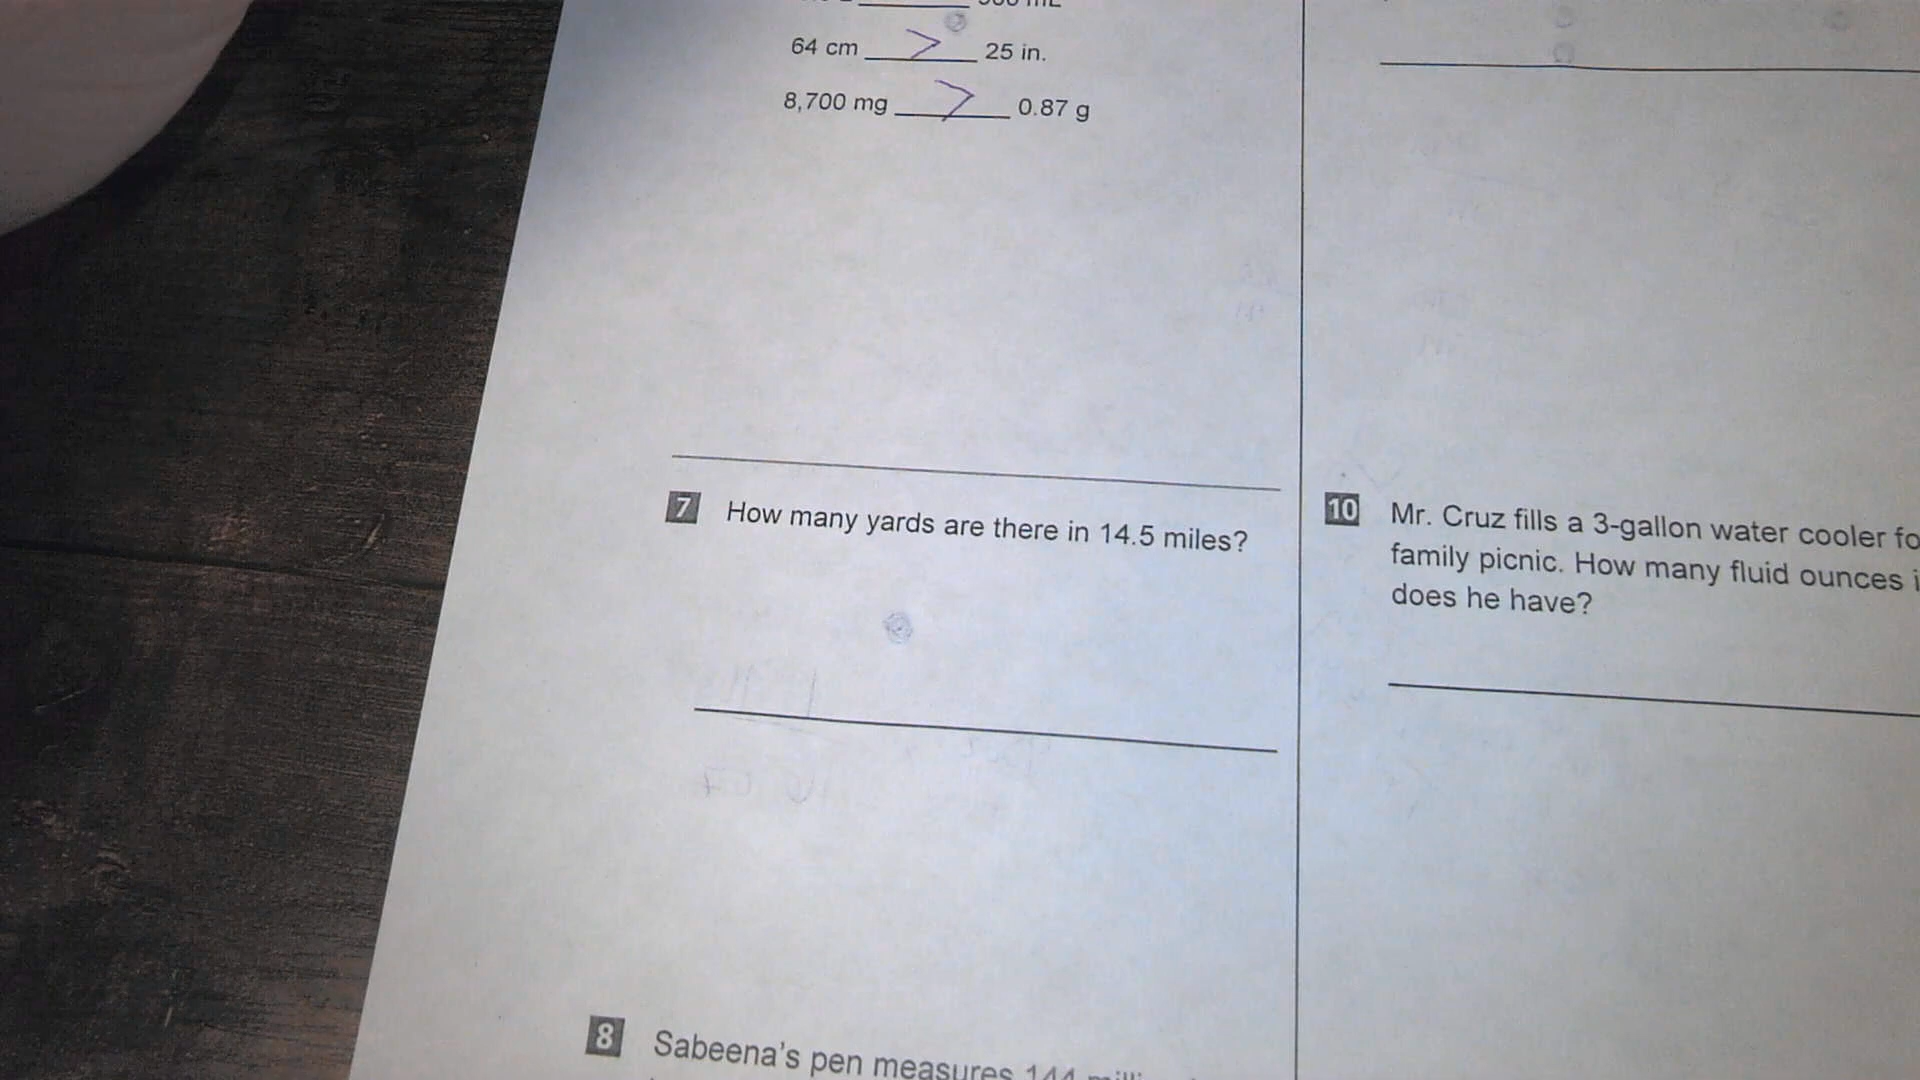 64 cm > 25 in.
8,700 mg > 0.87 g
7 How many yards are there in 14.5 miles?
10 Mr. Cruz fills a 3-gallon water cooler
family picnic. How many fluid ounces
does he have?
8 Sabeena's pen measures 144